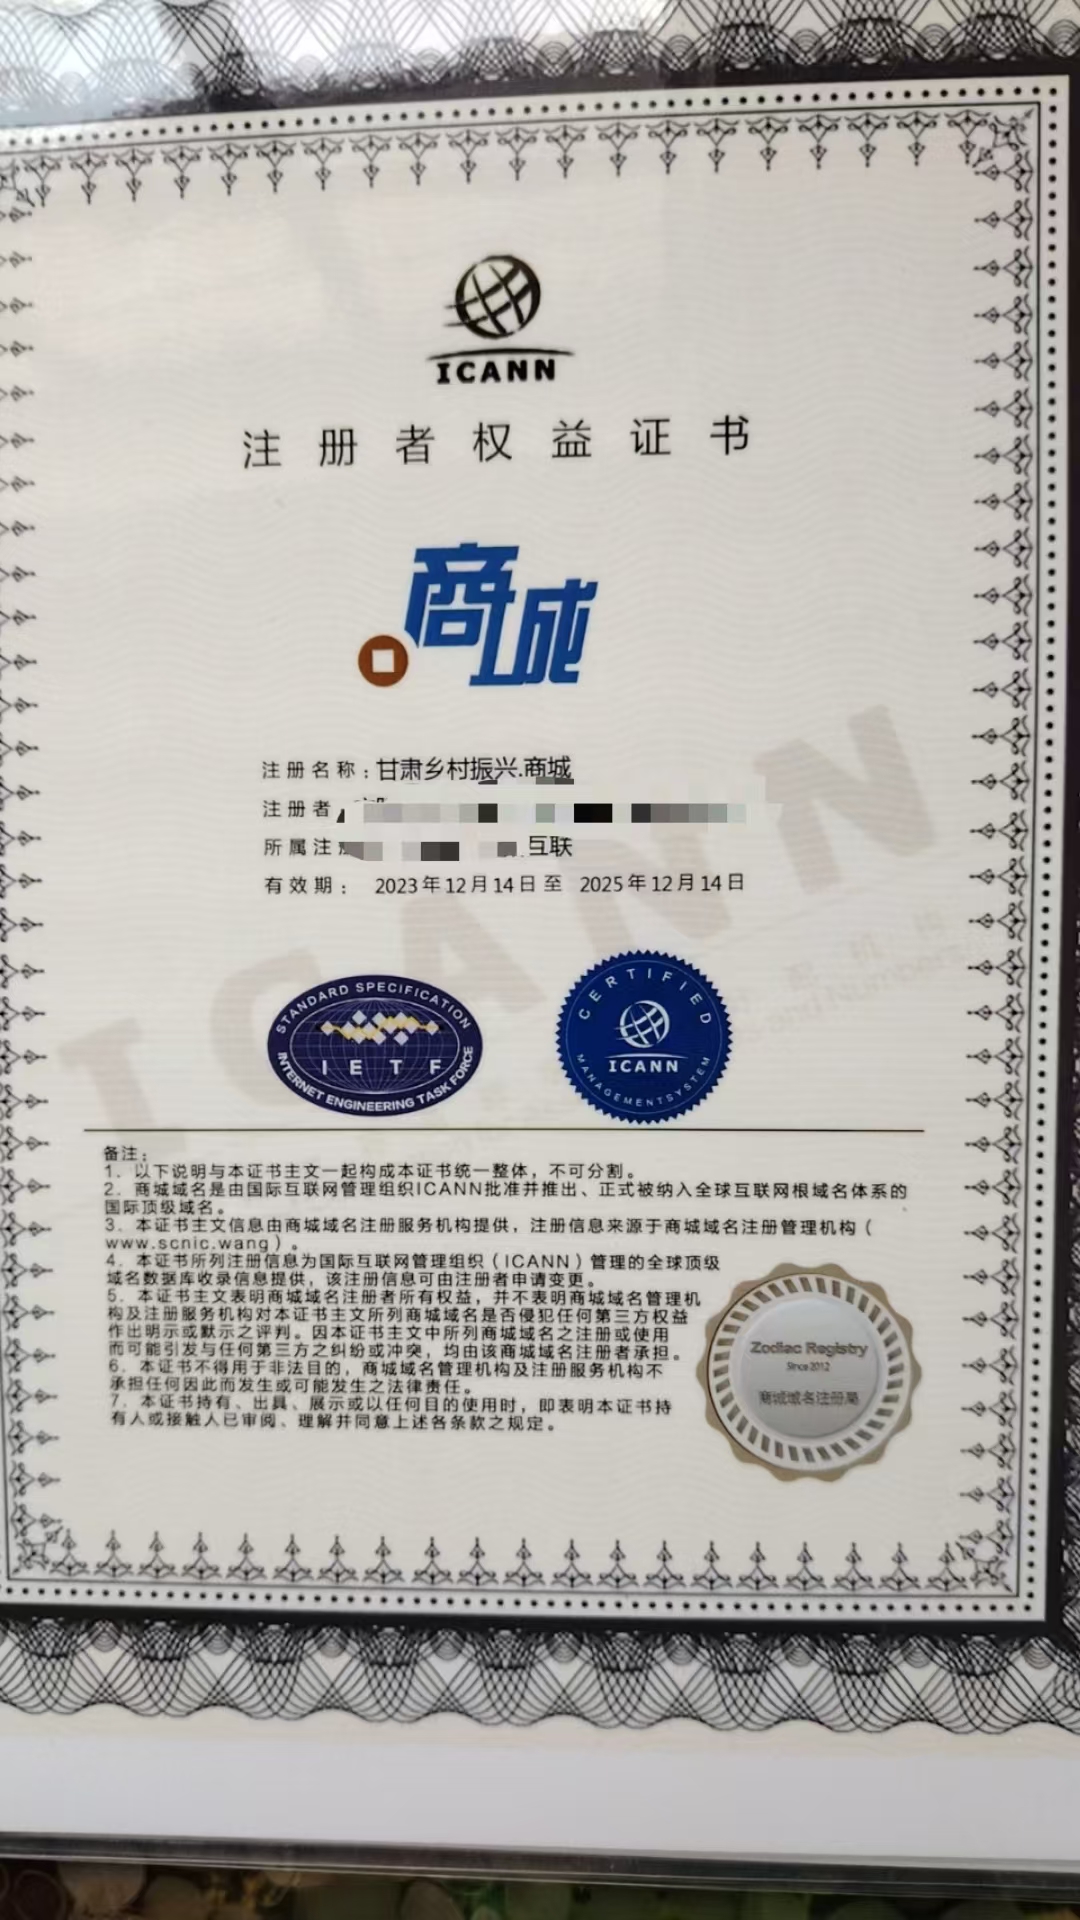 ICANN
注册者权益证书
商城
注册名称：甘肃乡村振兴.商城
注册者
所属注
互联
有效期： 2023年12月14日至 2025年12月14日
ICANN
STANDARD SPECIFICATION
IETF
INTERNET ENGINEERING TASK FORCE
CERTIFIED
ICANN
MANAGEMENTSYSTEM
备注：
1. 以下说明与本证书主文一起构成本证书统一整体，不可分割。
2. 商城域名是由国际互联网管理组织ICANN批准并推出、正式被纳入全球互联网根域名体系的
国际顶级域名。
3. 本证书主文信息由商城域名注册服务机构提供，注册信息来源于商城域名注册管理机构（
www.scnic.wang）。
4. 本证书所列注册信息为国际互联网管理组织（ICANN）管理的全球顶级
域名数据库收录信息提供，该注册信息可由注册者申请变更。
5. 本证书主文表明商城域名注册者所有权益，并不表明商城域名管理机
构及注册服务机构对本证书主文所列商城域名是否侵犯任何第三方权益
作出明示或默示之评判。因本证书主文中所列商城域名之注册或使用
而可能引发与任何第三方之纠纷或冲突，均由该商城域名注册者承担。
6. 本证书不得用于非法目的，商城域名管理机构及注册服务机构不
承担任何因此而发生或可能发生之法律责任。
7. 本证书持有、出具、展示或以任何目的使用时，即表明本证书持
有人或接触人已审阅、理解并同意上述各条款之规定。
Zodiac Registry
Since 2012
商城域名注册局